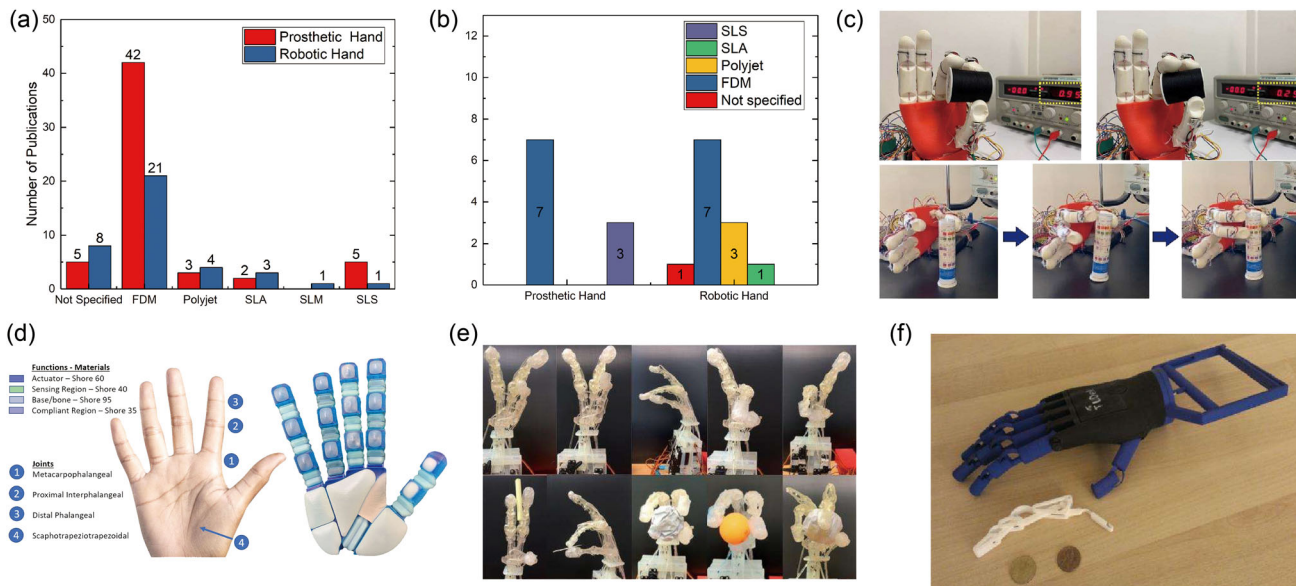 (a)
Number of Publications
50
40
30
20
10
0
Prosthetic Hand
Robotic Hand
5
8
42
21
3
4
2
3
1
5
1
Not Specified
FDM
Polyjet
SLA
SLM
SLS
(b)
12
10
8
6
4
2
0
SLS
SLA
Polyjet
FDM
Not specified
7
3
1
7
3
1
Prosthetic Hand
Robotic Hand
(c)
(d)
Functions - Materials
Actuator – Shore 60
Sensing Region – Shore 40
Base/bone – Shore 95
Compliant Region – Shore 35
Joints
1 Metacarpophalangeal
2 Proximal Interphalangeal
3 Distal Phalangeal
4 Scaphotrapeziotrapezoidal
3
2
1
4
(e)
(f)